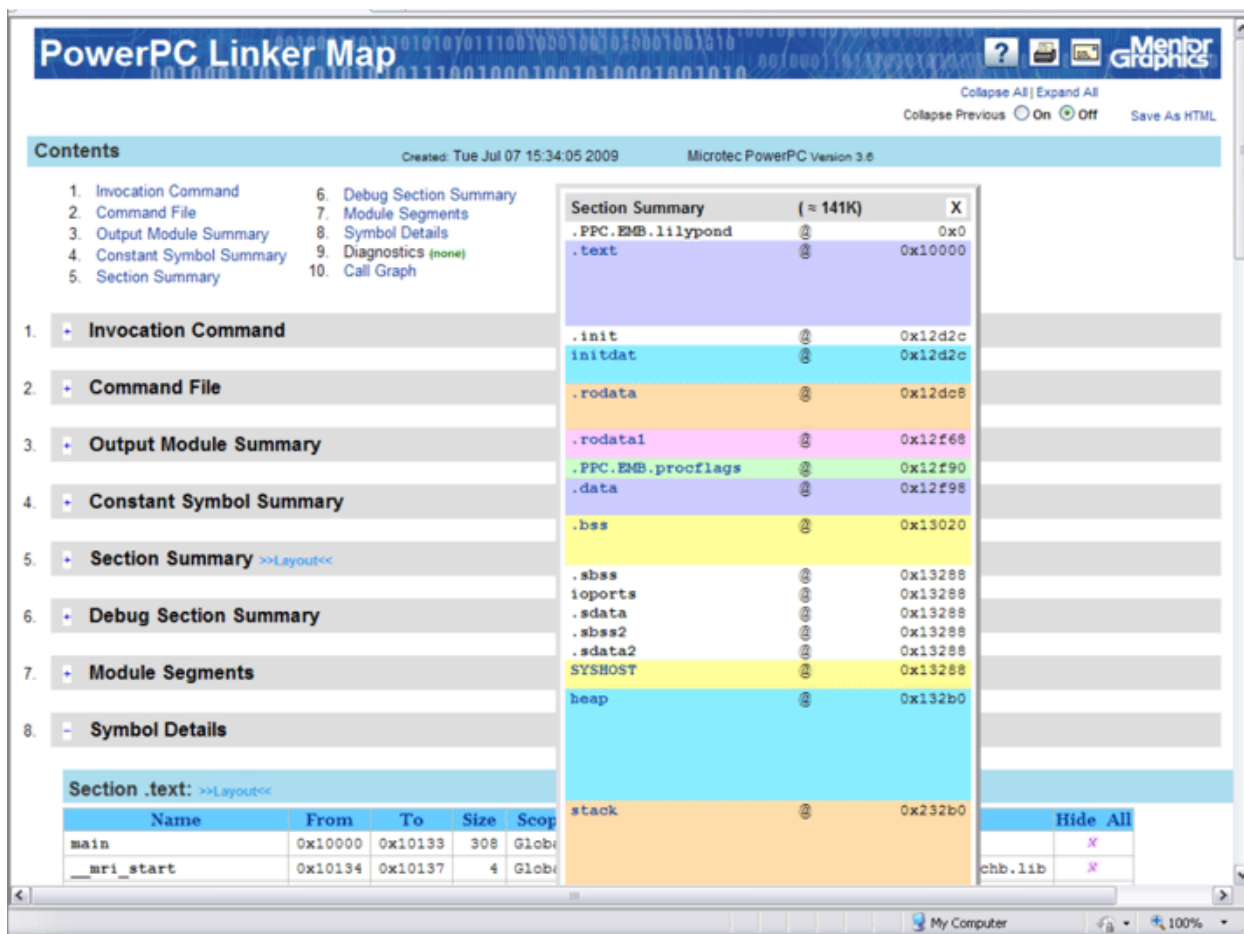 PowerPC Linker Map
?
Mentor Graphics
Collapse All | Expand All
Collapse Previous On Off Save As HTML
Contents Created: Tue Jul 07 15:34:05 2009 Microtec PowerPC Version 3.6
1. Invocation Command
2. Command File
3. Output Module Summary
4. Constant Symbol Summary
5. Section Summary
6. Debug Section Summary
7. Module Segments
8. Symbol Details
9. Diagnostics (none)
10. Call Graph
Section Summary ( ≈ 141K) X
.PPC.EMB.lilypond @ 0x0
.text @ 0x10000
.init @ 0x12d2c
initdat @ 0x12d2c
.rodata @ 0x12dc8
.rodata1 @ 0x12f68
.PPC.EMB.procflags @ 0x12f90
.data @ 0x12f98
.bss @ 0x13020
.sbss @ 0x13288
ioports @ 0x13288
.sdata @ 0x13288
.sbss2 @ 0x13288
.sdata2 @ 0x13288
SYSHOST @ 0x13288
heap @ 0x132b0
stack @ 0x232b0
1. + Invocation Command
2. + Command File
3. + Output Module Summary
4. + Constant Symbol Summary
5. + Section Summary >>Layout<<
6. + Debug Section Summary
7. + Module Segments
8. - Symbol Details
Section .text: >>Layout<<
Name From To Size Scop Hide All
main 0x10000 0x10133 308 Globa x
__mri_start 0x10134 0x10137 4 Globa chb.lib x
My Computer 100%